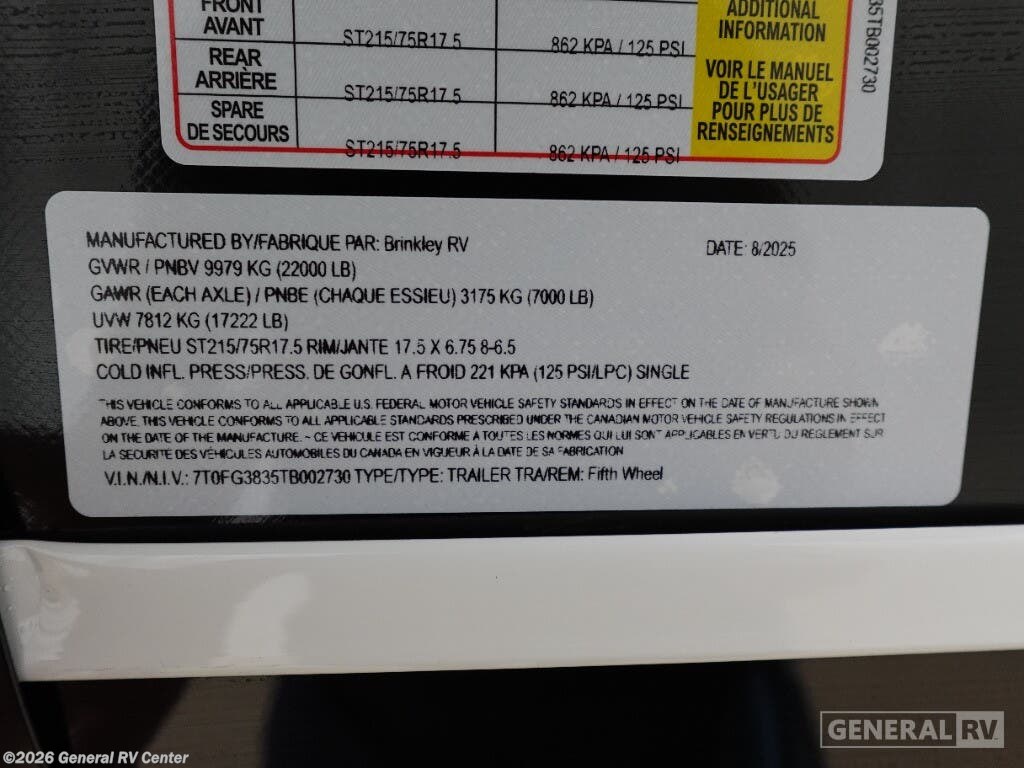 FRONT
AVANT
ST215/75R17.5
862 KPA / 125 PSI
REAR
ARRIÈRE
ST215/75R17.5
862 KPA / 125 PSI
SPARE
DE SECOURS
ST215/75R17.5
862 KPA / 125 PSI
ADDITIONAL
INFORMATION
VOIR LE MANUEL
DE L'USAGER
POUR PLUS DE
RENSEIGNEMENTS
35TB002730
MANUFACTURED BY/FABRIQUE PAR: Brinkley RV
DATE: 8/2025
GVWR / PNBV 9979 KG (22000 LB)
GAWR (EACH AXLE) / PNBE (CHAQUE ESSIEU) 3175 KG (7000 LB)
UVW 7812 KG (17222 LB)
TIRE/PNEU ST215/75R17.5 RIM/JANTE 17.5 X 6.75 8-6.5
COLD INFL. PRESS/PRESS. DE GONFL. A FROID 221 KPA (125 PSI/LPC) SINGLE
THIS VEHICLE CONFORMS TO ALL APPLICABLE U.S. FEDERAL MOTOR VEHICLE SAFETY STANDARDS IN EFFECT ON THE DATE OF MANUFACTURE SHOWN
ABOVE. THIS VEHICLE CONFORMS TO ALL APPLICABLE STANDARDS PRESCRIBED UNDER THE CANADIAN MOTOR VEHICLE SAFETY REGULATIONS IN EFFECT
ON THE DATE OF THE MANUFACTURE. ~ CE VEHICULE EST CONFORME A TOUTES LES NORMES QUI LUI SONT APPLICABLES EN VERTU DU REGLEMENT SUR
LA SECURITE DES VÉHICULES AUTOMOBILES DU CANADA EN VIGUEUR À LA DATE DE SA FABRICATION
V.I.N./N.I.V.: 7T0FG3835TB002730 TYPE/TYPE: TRAILER TRA/REM: Fifth Wheel
GENERAL RV
©2026 General RV Center